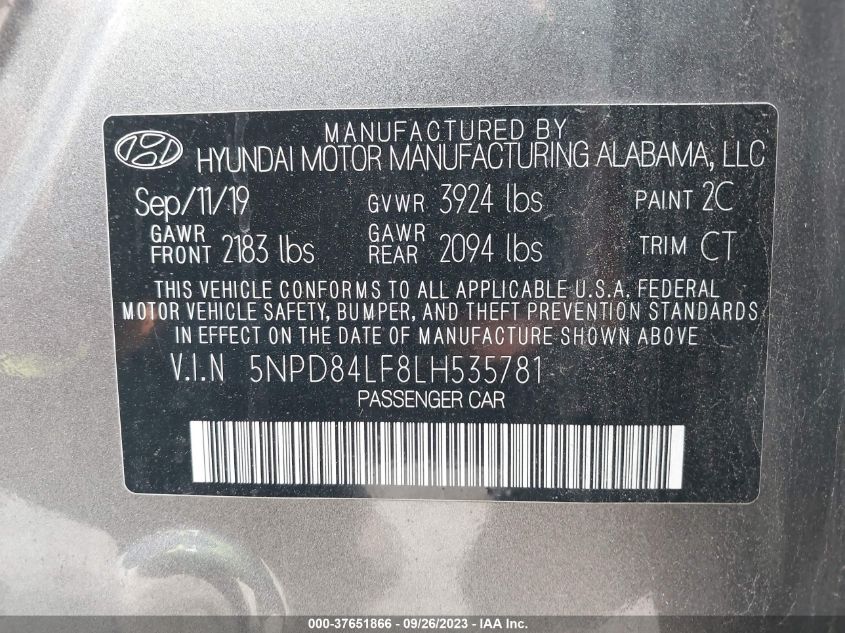 MANUFACTURED BY
HYUNDAI MOTOR MANUFACTURING ALABAMA, LLC
Sep/11/19 GVWR 3924 lbs PAINT 2C
GAWR FRONT 2183 lbs GAWR REAR 2094 lbs TRIM CT
THIS VEHICLE CONFORMS TO ALL APPLICABLE U.S.A. FEDERAL
MOTOR VEHICLE SAFETY, BUMPER, AND THEFT PREVENTION STANDARDS
IN EFFECT ON THE DATE OF MANUFACTURE SHOWN ABOVE
V.I.N 5NPD84LF8LH535781
PASSENGER CAR
000-37651866 - 09/26/2023 - IAA Inc.